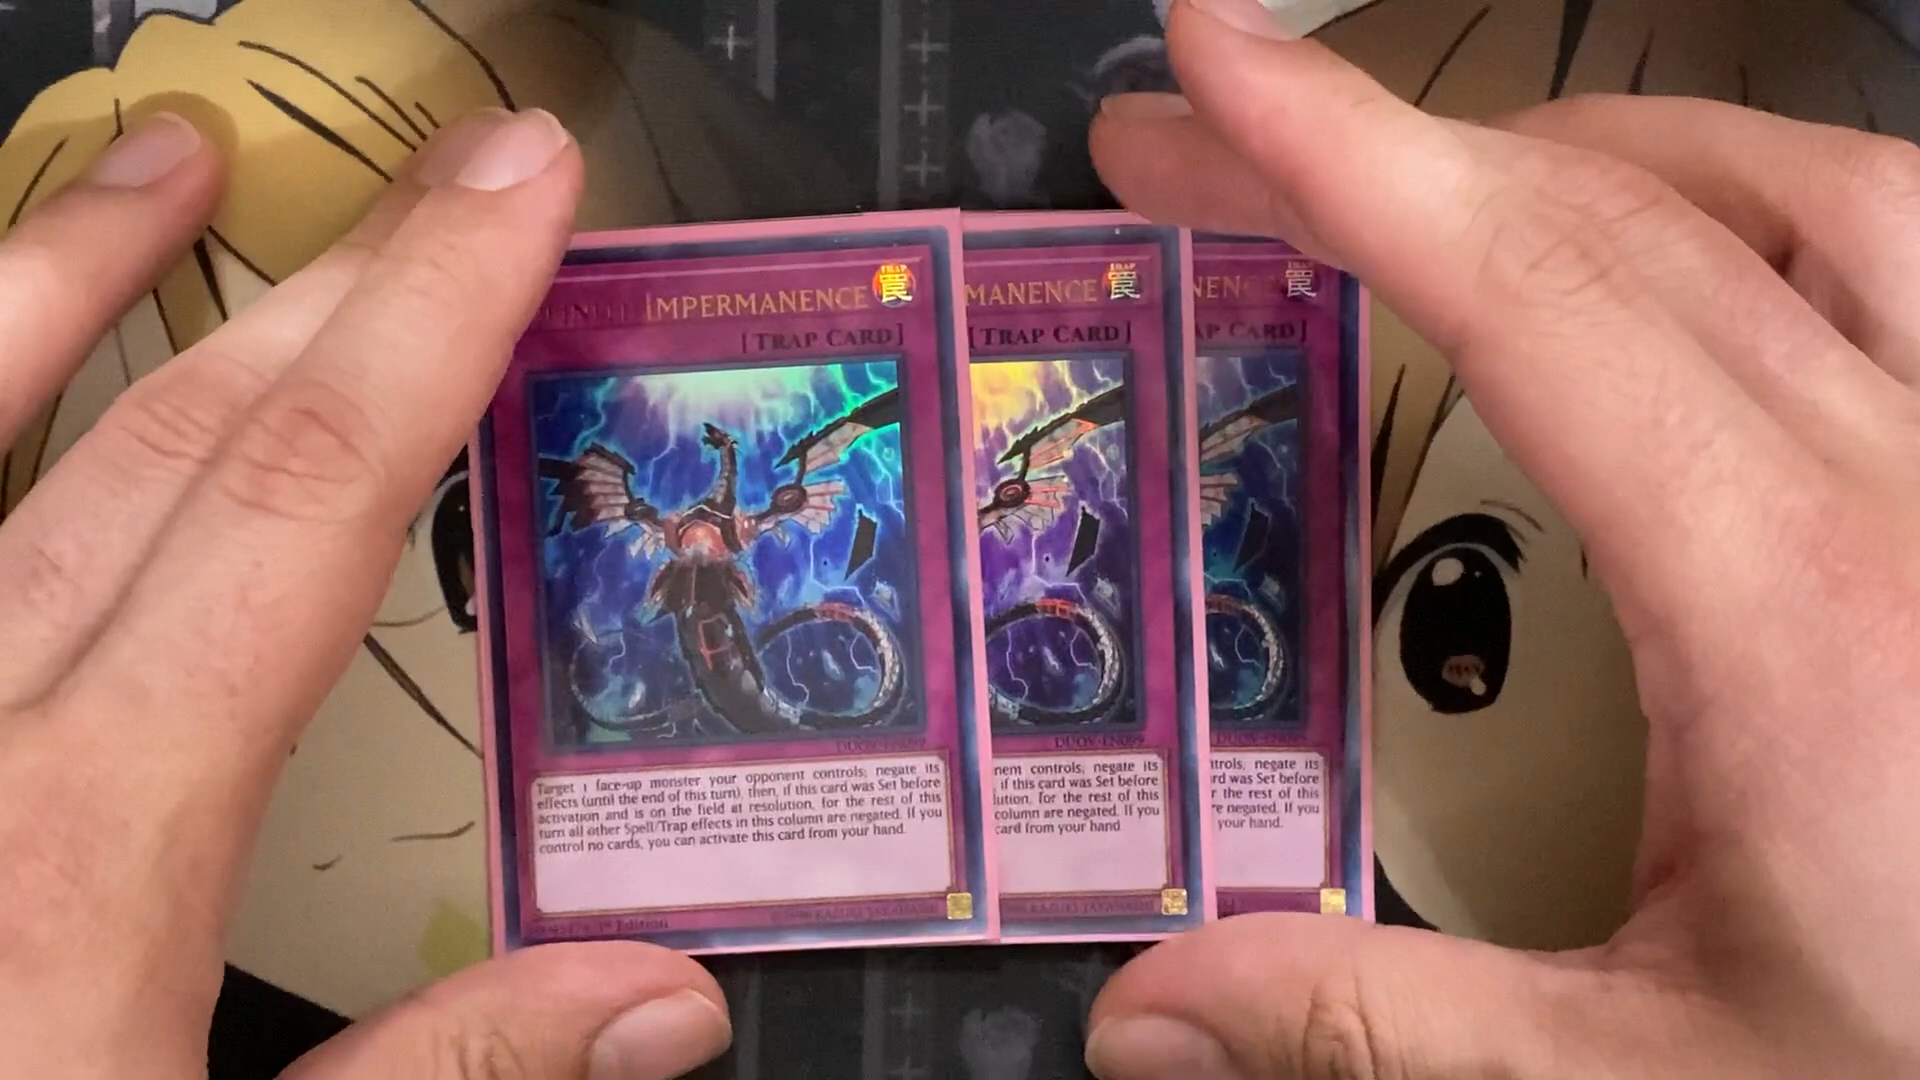 IMPERMANENCE
TRAP
罠
[TRAP CARD]
DUOV-EN099
Target 1 face-up monster your opponent controls; negate its
effects (until the end of this turn), then, if this card was Set before
activation and is on the field at resolution, for the rest of this
turn all other Spell/Trap effects in this column are negated. If you
control no cards, you can activate this card from your hand.
1st Edition
KAZUKI TAKAHASHI
MANENCE
TRAP
罠
[TRAP CARD]
DUOV-EN099
nent controls; negate its
if this card was Set before
lution, for the rest of this
column are negated. If you
card from your hand.
KAZUKI TAKAHASHI
NENCE
TRAP
罠
AP CARD]
DUOV-EN099
ntrols; negate its
rd was Set before
r the rest of this
re negated. If you
your hand.